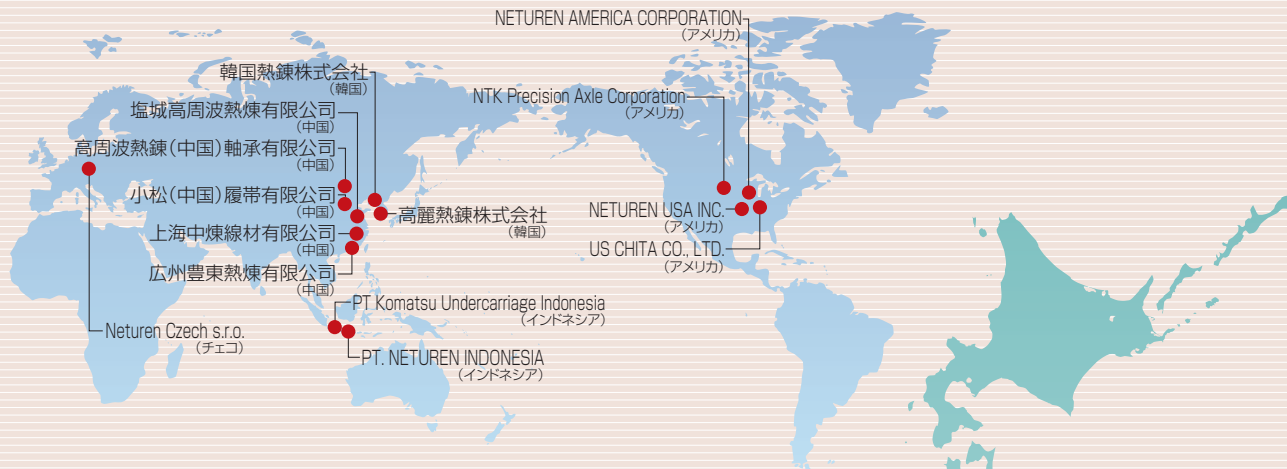 NETUREN AMERICA CORPORATION
(アメリカ)
韓国熱錬株式会社
(韓国)
NTK Precision Axle Corporation
(アメリカ)
塩城高周波熱煉有限公司
(中国)
高周波熱錬(中国)軸承有限公司
(中国)
小松(中国)履帯有限公司
(中国)
高麗熱錬株式会社
(韓国)
NETUREN USA INC.
(アメリカ)
上海中煉線材有限公司
(中国)
US CHITA CO., LTD.
(アメリカ)
広州豊東熱煉有限公司
(中国)
PT Komatsu Undercarriage Indonesia
(インドネシア)
Neturen Czech s.r.o.
(チェコ)
PT. NETUREN INDONESIA
(インドネシア)